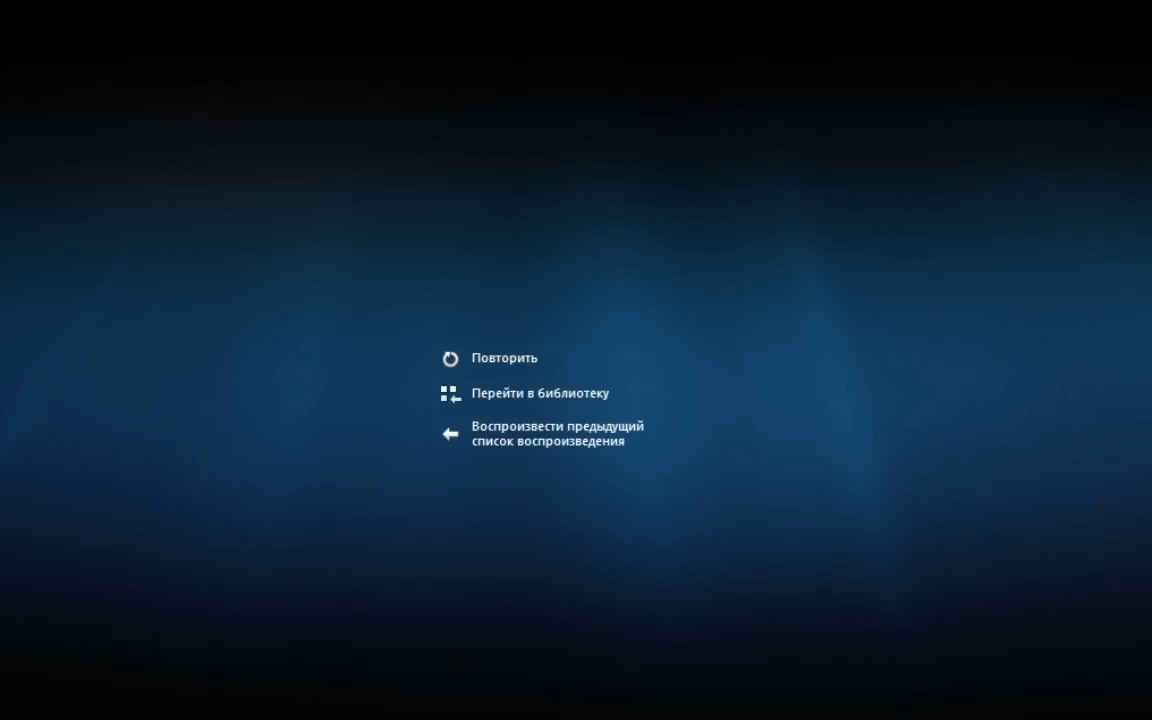 Повторить
Перейти в библиотеку
Воспроизвести предыдущий
список воспроизведения